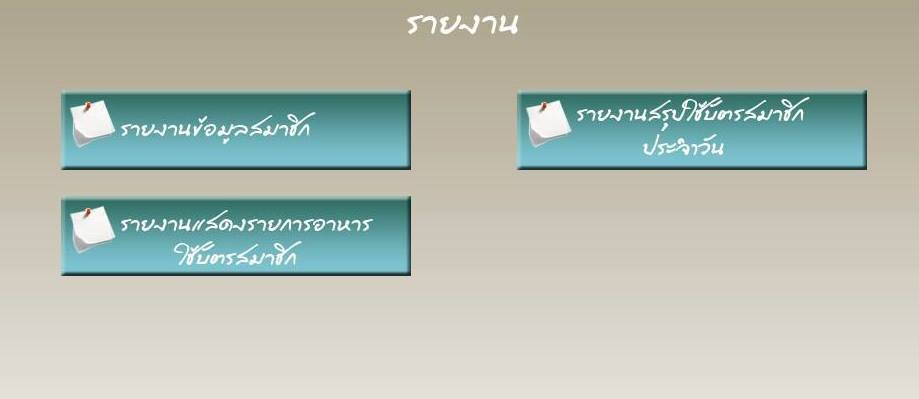 รายงาน
รายงานข้อมูลสมาชิก
รายงานสรุปใช้บัตรสมาชิก
ประจำวัน
รายงานแสดงรายการอาหาร
ใช้บัตรสมาชิก